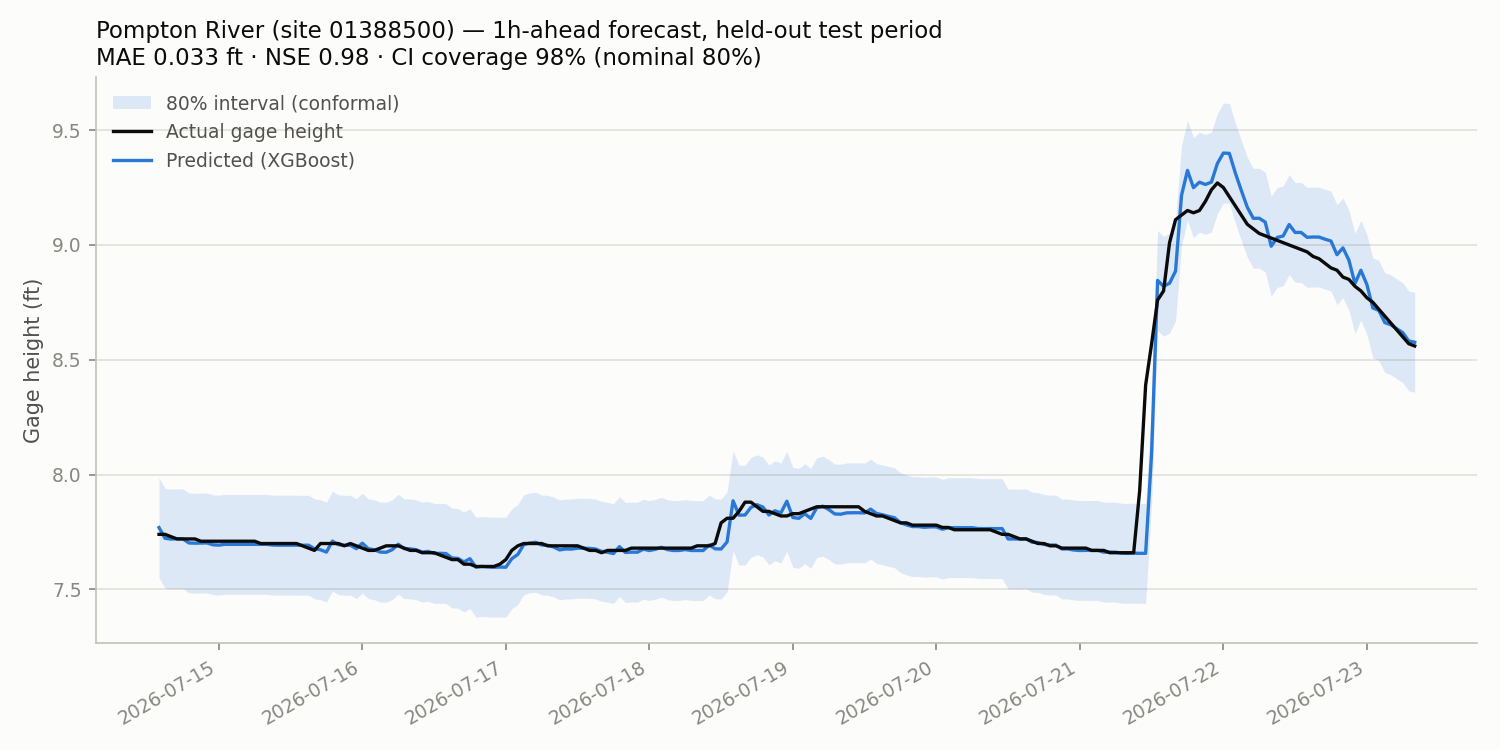 Pompton River (site 01388500) — 1h-ahead forecast, held-out test period
MAE 0.033 ft · NSE 0.98 · CI coverage 98% (nominal 80%)
80% interval (conformal)
Actual gage height
Predicted (XGBoost)
Gage height (ft)
9.5
9.0
8.5
8.0
7.5
2026-07-15
2026-07-16
2026-07-17
2026-07-18
2026-07-19
2026-07-20
2026-07-21
2026-07-22
2026-07-23